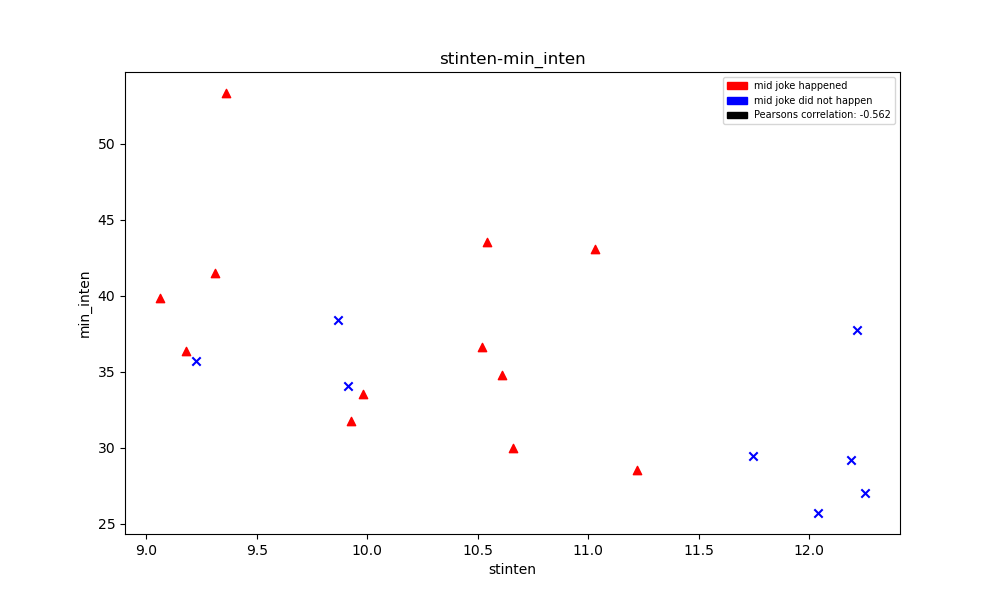 stinten-min_inten
mid joke happened
mid joke did not happen
Pearsons correlation: -0.562
min_inten
50
45
40
35
30
25
9.0 9.5 10.0 10.5 11.0 11.5 12.0
stinten